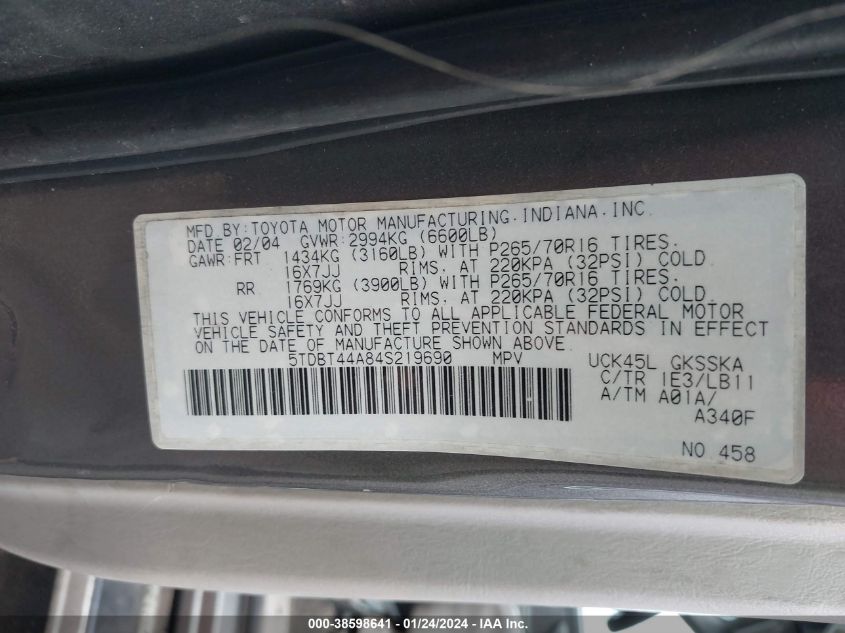 MFD.BY:TOYOTA MOTOR MANUFACTURING.INDIANA.INC.
DATE 02/04 GVWR:2994KG (6600LB)
GAWR:FRT 1434KG (3160LB) WITH P265/70R16 TIRES.
16X7JJ RIMS. AT 220KPA (32PSI) COLD.
RR 1769KG (3900LB) WITH P265/70R16 TIRES.
16X7JJ RIMS. AT 220KPA (32PSI) COLD.
THIS VEHICLE CONFORMS TO ALL APPLICABLE FEDERAL MOTOR
VEHICLE SAFETY AND THEFT PREVENTION STANDARDS IN EFFECT
ON THE DATE OF MANUFACTURE SHOWN ABOVE.
5TDBT44A84S219690 MPV UCK45L GKSSKA
C/TR 1E3/LB11
A/TM A01A/
A340F
NO 458
000-38598641 - 01/24/2024 - IAA Inc.